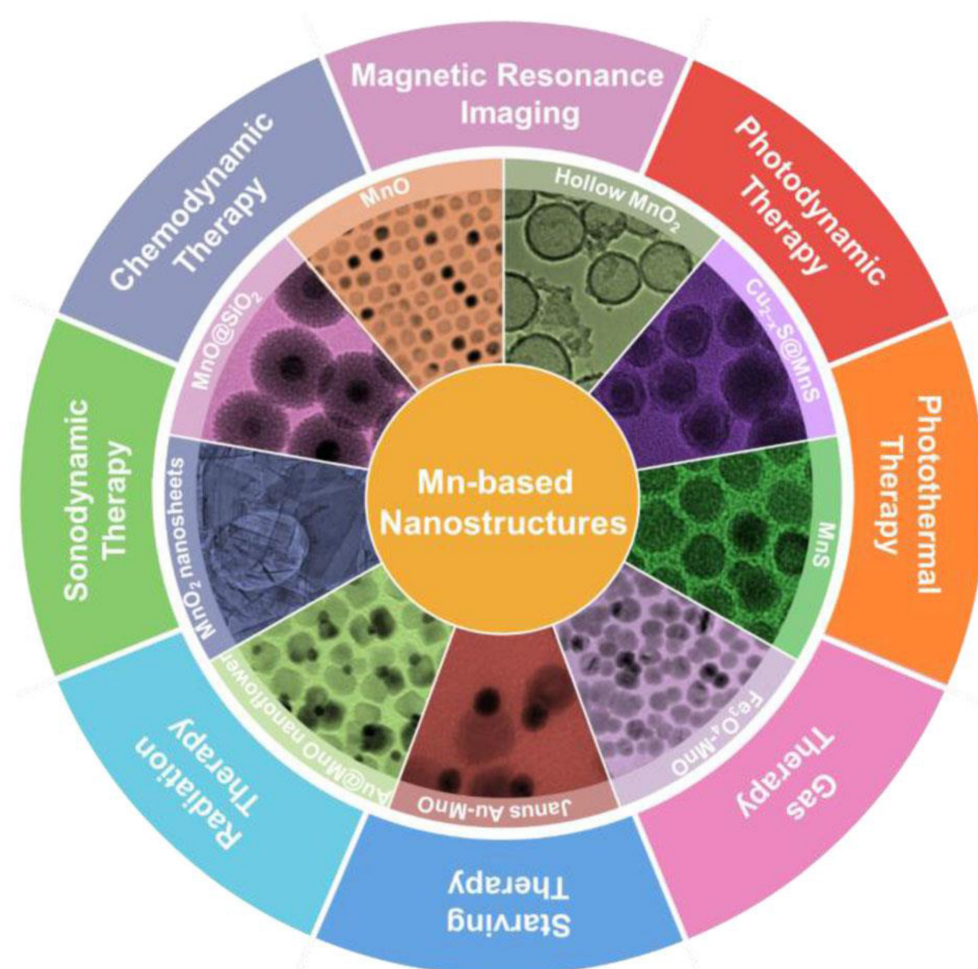 Magnetic Resonance
Imaging
Photodynamic
Therapy
Photothermal
Therapy
Gas
Therapy
Starving
Therapy
Radiation
Therapy
Sonodynamic
Therapy
Chemodynamic
Therapy
MnO
Hollow MnO₂
Cu₂₋ₓS@MnS
MnS
Fe₃O₄-MnO
Janus Au-MnO
Au@MnO nanoflower
MnO₂ nanosheets
MnO@SiO₂
Mn-based
Nanostructures